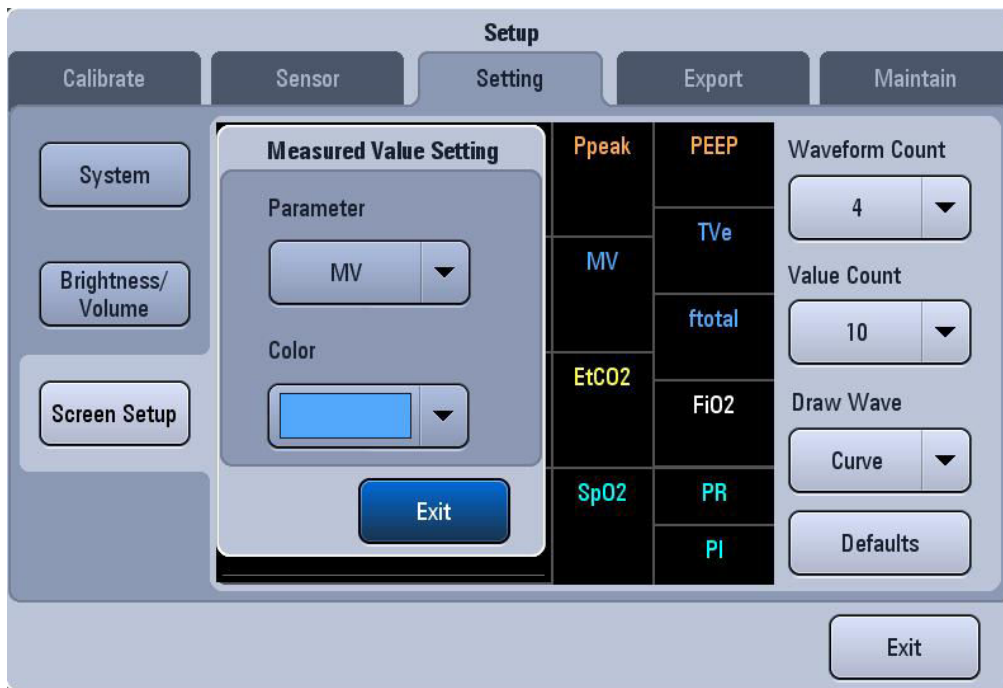 Setup
Calibrate
Sensor
Setting
Export
Maintain
System
Brightness/
Volume
Screen Setup
Measured Value Setting
Parameter
MV
Color
Exit
Ppeak
MV
EtCO2
SpO2
PEEP
TVe
ftotal
FiO2
PR
PI
Waveform Count
4
Value Count
10
Draw Wave
Curve
Defaults
Exit